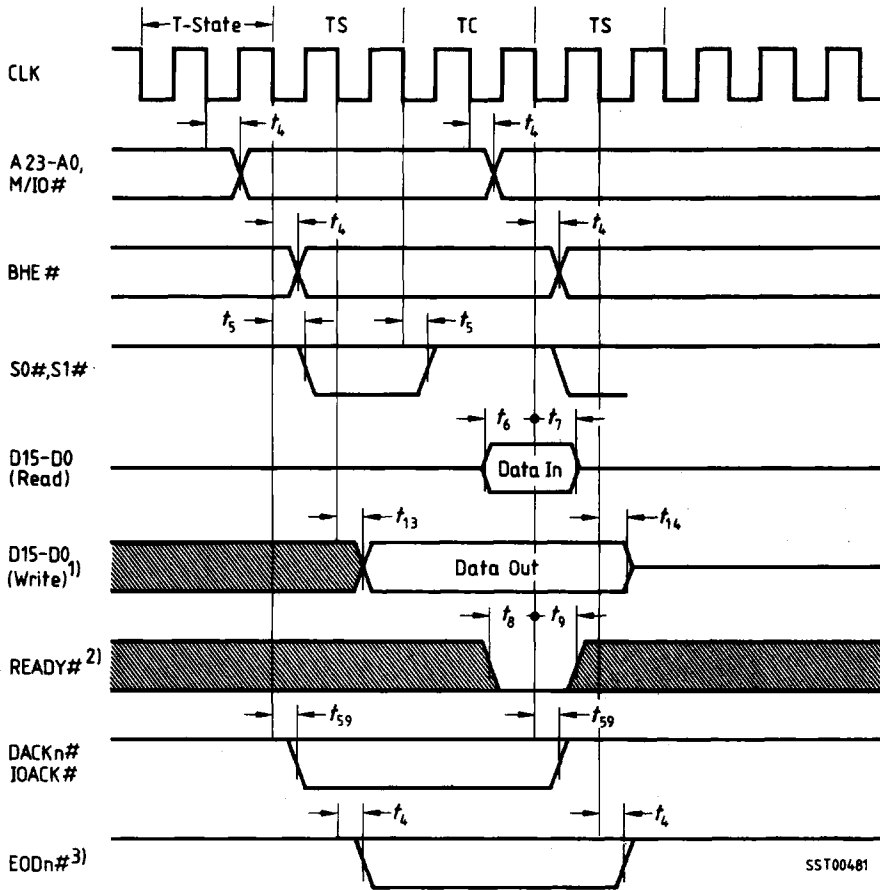 T-State TS TC TS
CLK
t4 t4
A23-A0,
M/IO#
t4 t4
BHE #
t5 t5
S0#,S1#
t6 t7
D15-D0
(Read)
Data In
t13 t14
D15-D0
(Write)1)
Data Out
t8 t9
READY#2)
t59 t59
DACKn#
IOACK#
t4 t4
EODn#3)
SST00481